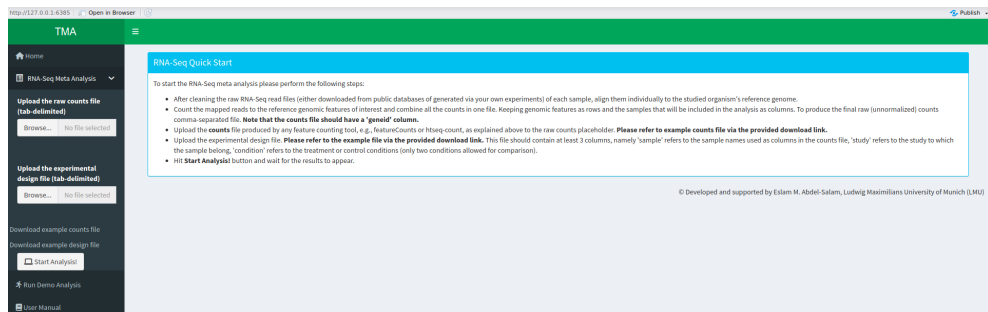 http://127.0.0.1:6385 Open in Browser Publish
TMA
Home
RNA-Seq Meta Analysis
Upload the raw counts file
(tab-delimited)
Browse... No file selected
Upload the experimental
design file (tab-delimited)
Browse... No file selected
Download example counts file
Download example design file
Start Analysis!
Run Demo Analysis
User Manual
RNA-Seq Quick Start
To start the RNA-Seq meta analysis please perform the following steps:
After cleaning the raw RNA-Seq read files (either downloaded from public databases of generated via your own experiments) of each sample, align them individually to the studied organism's reference genome.
Count the mapped reads to the reference genomic features of interest and combine all the counts in one file. Keeping genomic features as rows and the samples that will be included in the analysis as columns. To produce the final raw (unnormalized) counts
comma-separated file. Note that the counts file should have a 'geneid' column.
Upload the counts file produced by any feature counting tool, e.g., featureCounts or htseq-count, as explained above to the raw counts placeholder. Please refer to example counts file via the provided download link.
Upload the experimental design file. Please refer to the example file via the provided download link. This file should contain at least 3 columns, namely 'sample' refers to the sample names used as columns in the counts file, 'study' refers to the study to which
the sample belong, 'condition' refers to the treatment or control conditions (only two conditions allowed for comparison).
Hit Start Analysis! button and wait for the results to appear.
© Developed and supported by Eslam M. Abdel-Salam, Ludwig Maximilians University of Munich (LMU)